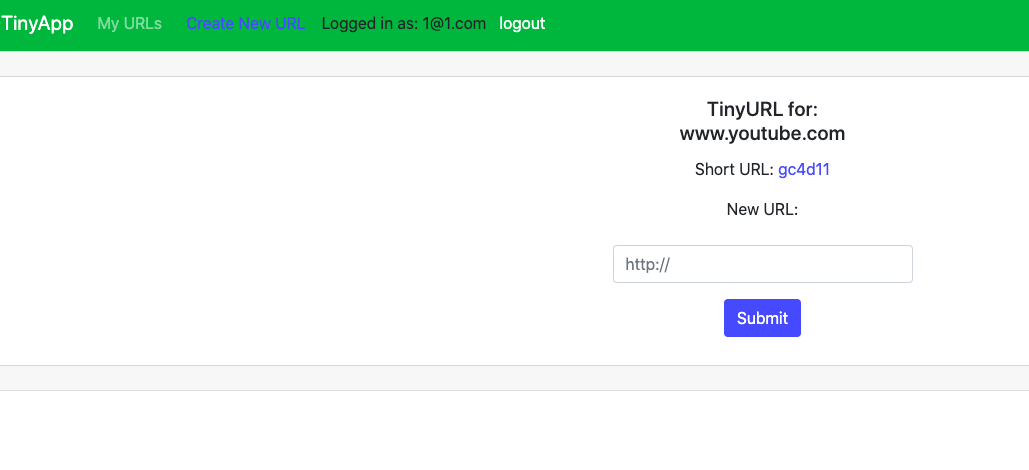 TinyApp My URLs Create New URL Logged in as: 1@1.com logout
TinyURL for:
www.youtube.com
Short URL: gc4d11
New URL:
http://
Submit